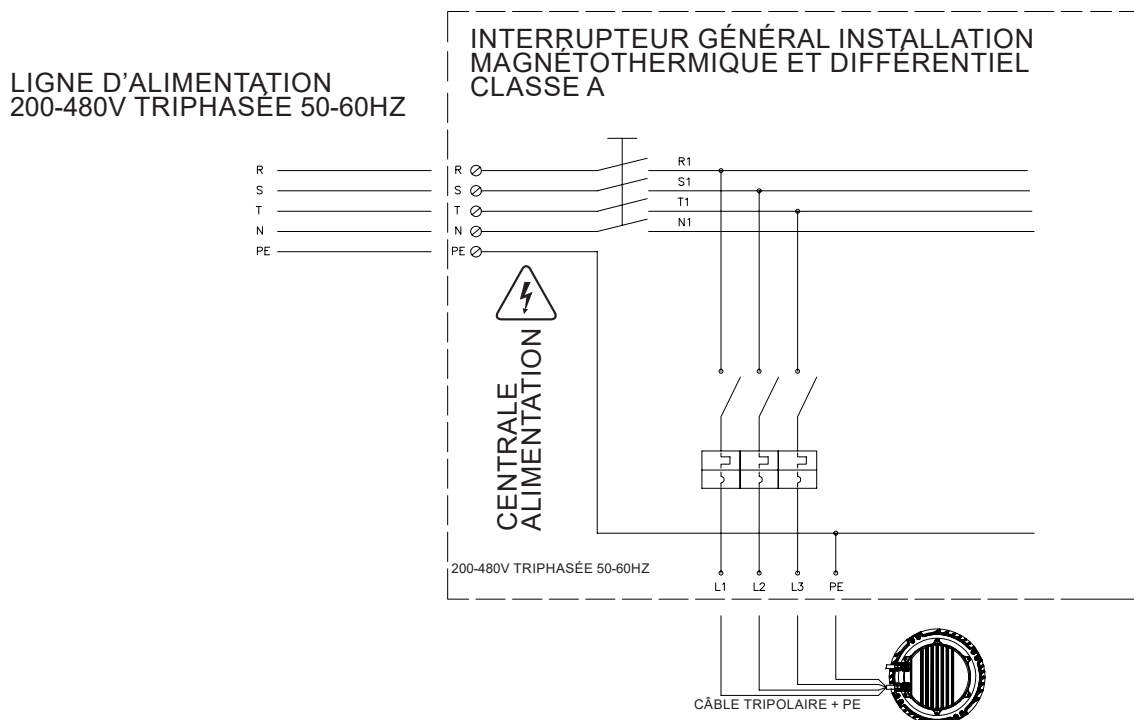 INTERRUPTEUR GÉNÉRAL INSTALLATION
MAGNÉTOTHERMIQUE ET DIFFÉRENTIEL
CLASSE A
LIGNE D'ALIMENTATION
200-480V TRIPHASÉE 50-60HZ
R R R1
S S S1
T T T1
N N N1
PE PE
CENTRALE
ALIMENTATION
200-480V TRIPHASÉE 50-60HZ
L1 L2 L3 PE
CÂBLE TRIPOLAIRE + PE